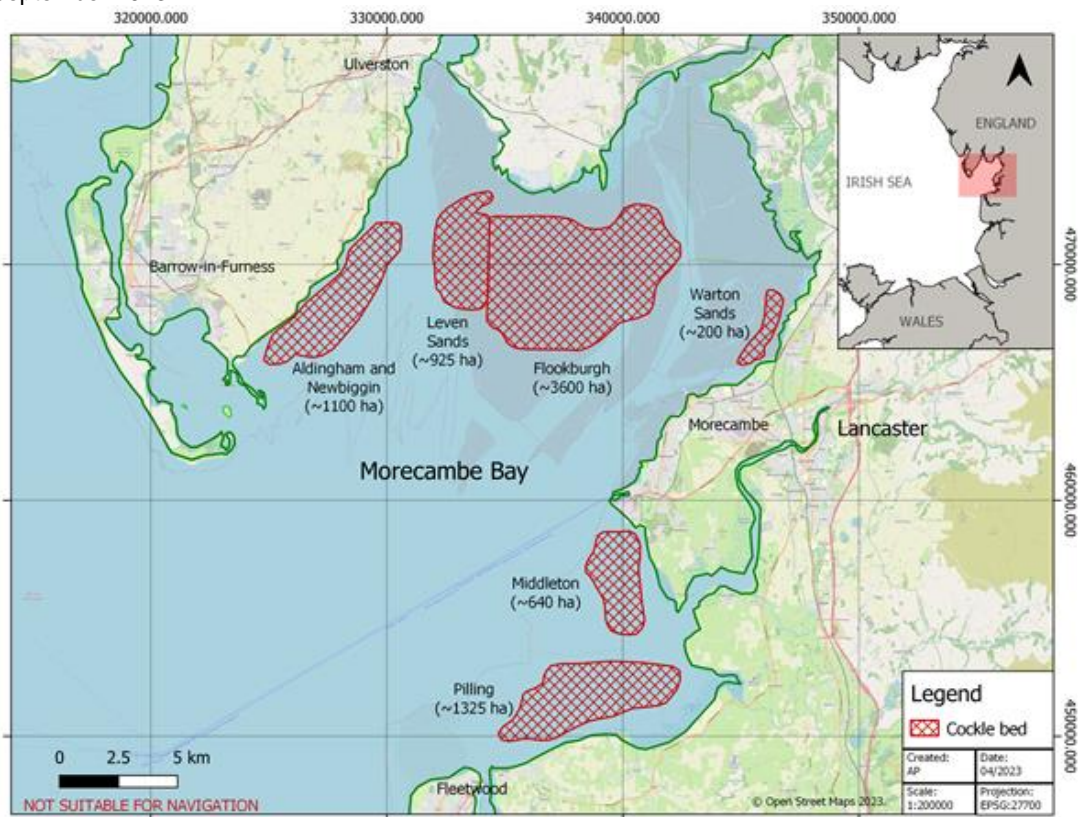 320000.000
330000.000
340000.000
350000.000
Ulverston
ENGLAND
IRISH SEA
WALES
470000.000
Barrow-in-Furness
Warton
Sands
(~200 ha)
Leven
Sands
(~925 ha)
Flookburgh
(~3600 ha)
Aldingham and
Newbiggin
(~1100 ha)
Morecambe
Lancaster
Morecambe Bay
460000.000
Middleton
(~640 ha)
Pilling
(~1325 ha)
450000.000
Legend
Cockle bed
Created:
AP
Date:
04/2023
Scale:
1:200000
Projection:
EPSG:27700
0 2.5 5 km
NOT SUITABLE FOR NAVIGATION
Fleetwood
© Open Street Maps 2023.